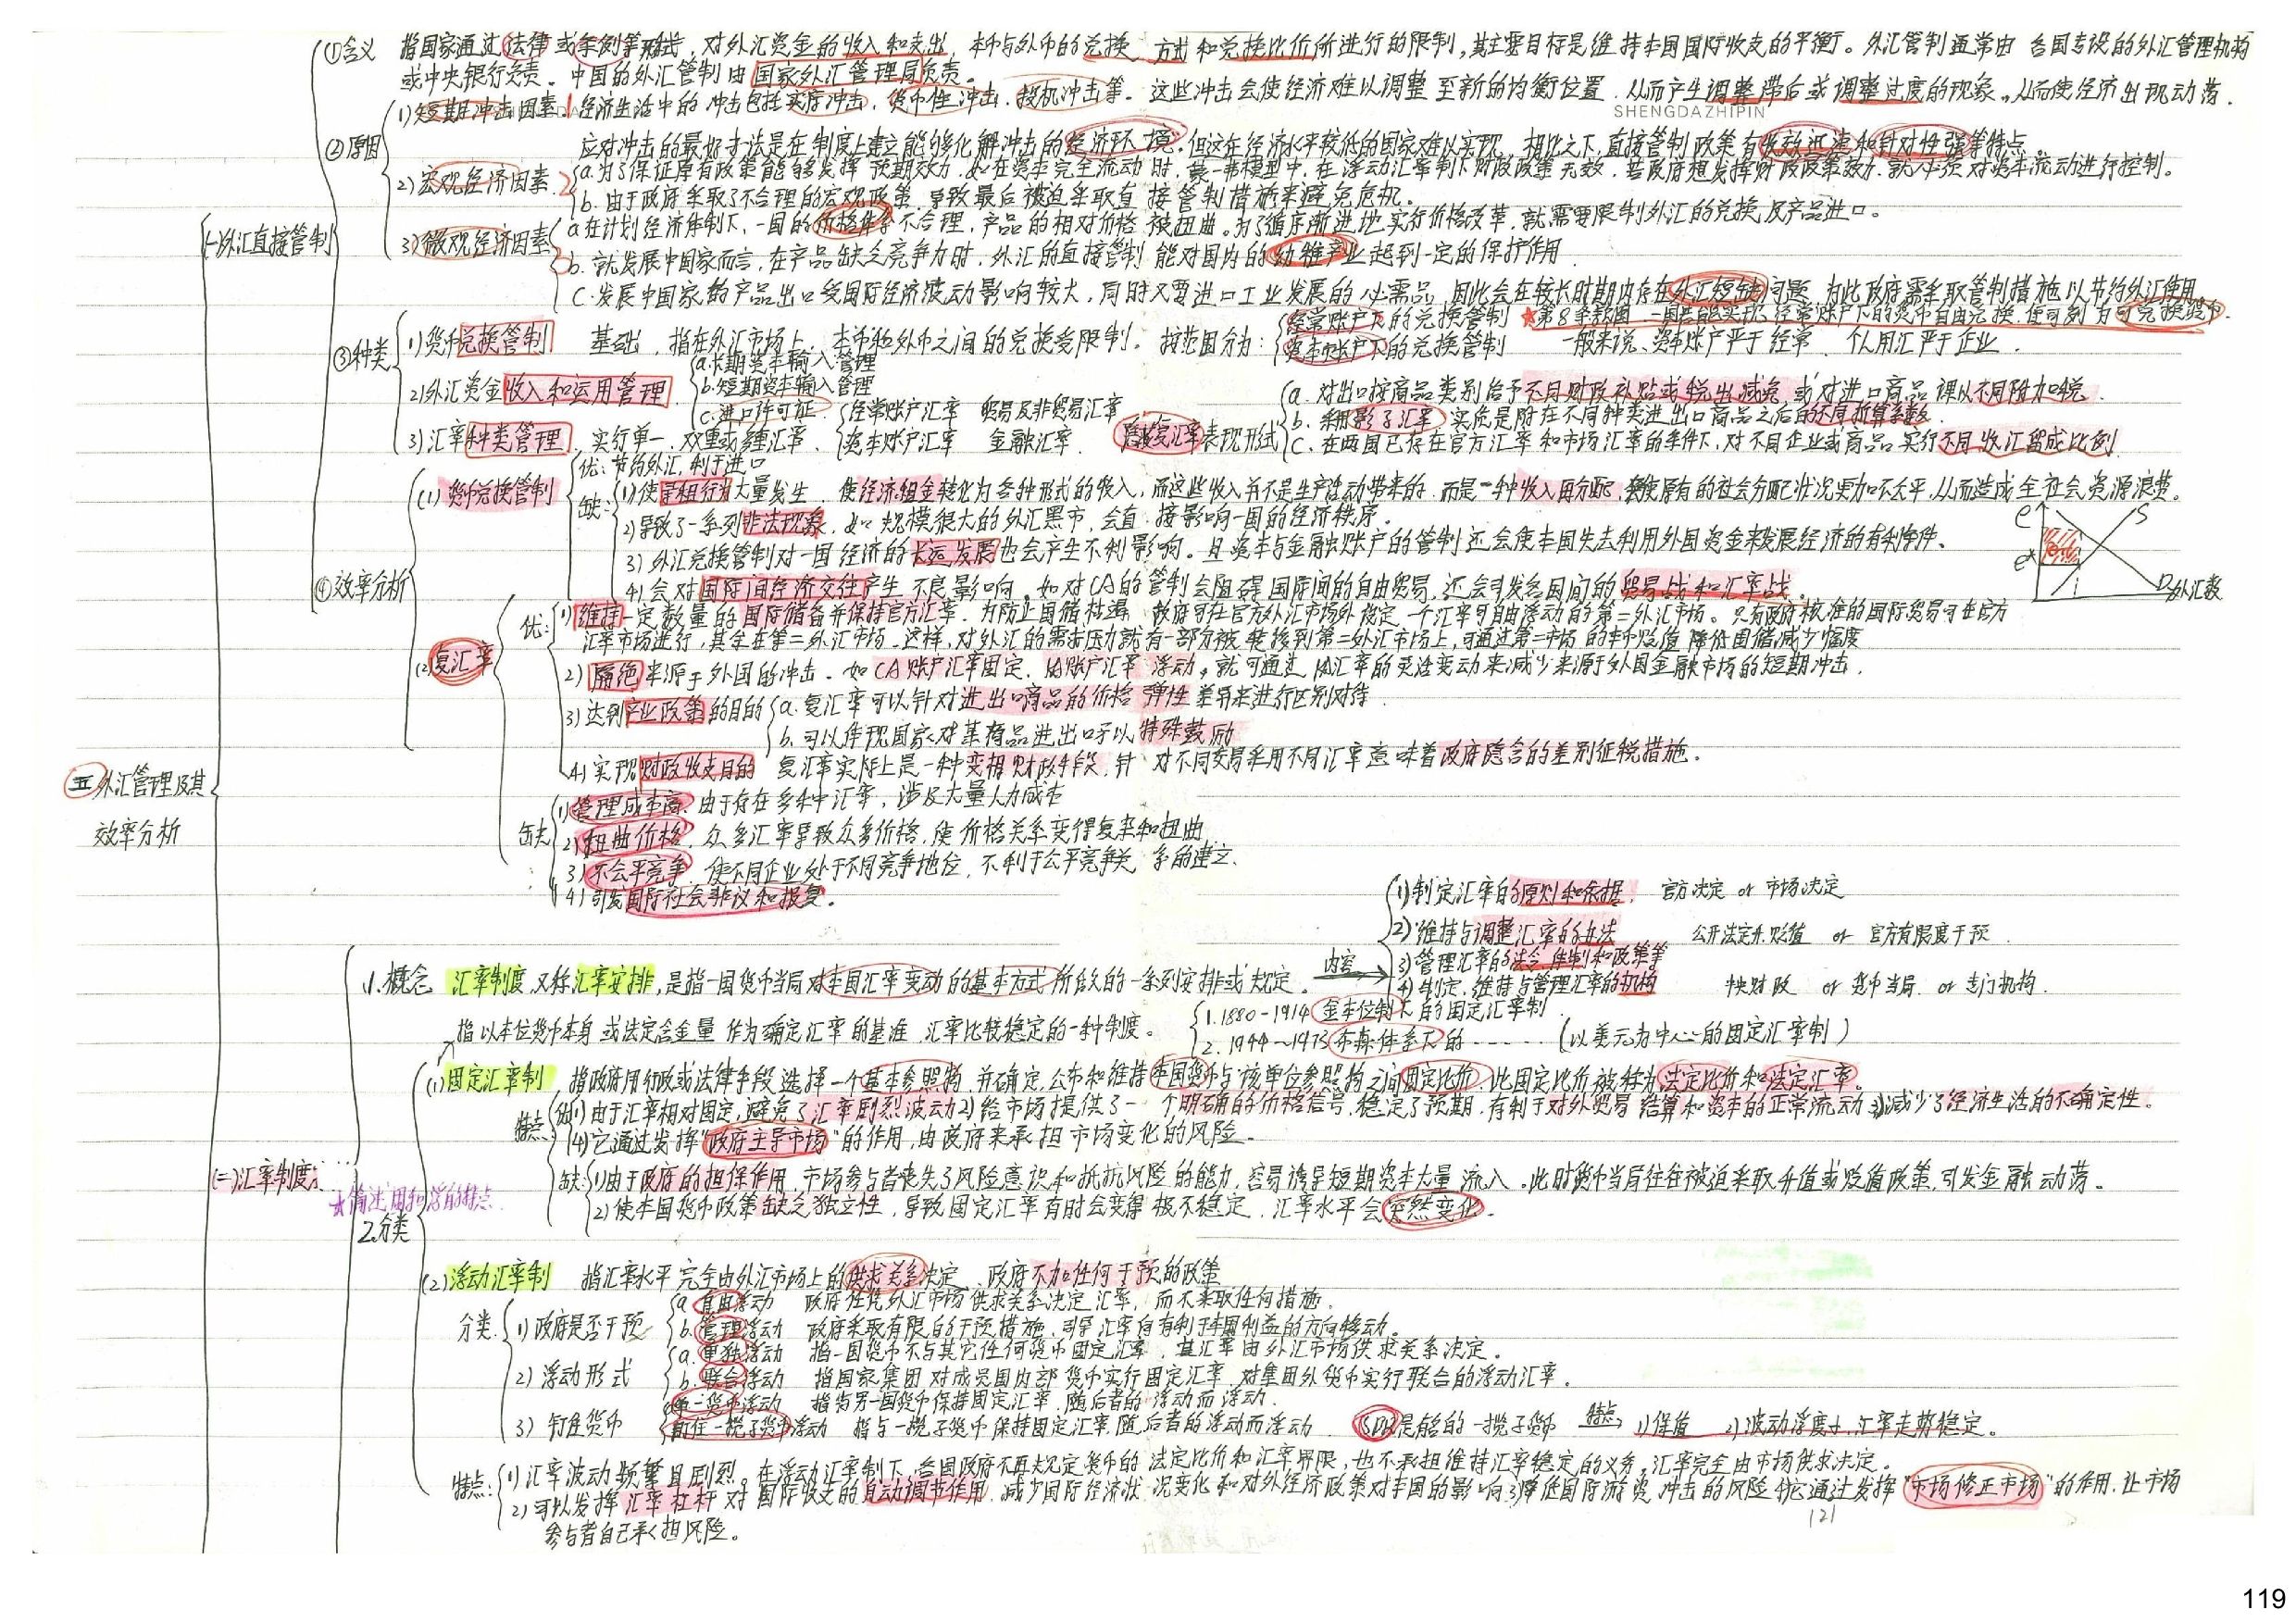 ①含义 指国家通过法律或条例等形式，对外汇资金的收入和支出，本币与外币的兑换方式和兑换比价所进行的限制，其主要目标是维持本国国际收支的平衡。外汇管制通常由各国专设的外汇管理机构
或中央银行负责。中国的外汇管制由国家外汇管理局负责。
②原因
1)短期冲击因素：经济生活中的冲击包括实际冲击，货币性冲击，投机冲击等。这些冲击会使经济难以调整至新的均衡位置，从而产生调整滞后或调整过度的现象。从而使经济出现动荡。
SHENGDAZHIPIN
应对冲击的最好方法是在制度上建立能够化解冲击的经济环境。但这在经济水平较低的国家难以实现，相比之下，直接管制政策有收效迅速和针对性强等特点。
2)宏观经济因素
a.为了保证原有政策能够发挥预期效力，如在资本完全流动时，蒙-弗模型中，在浮动汇率制下财政政策无效，若政府想发挥财政政策效力，就必须对资本流动进行控制。
b.由于政府采取了不合理的宏观政策，导致最后被迫采取直接管制措施来避免危机。
3)微观经济因素
a.在计划经济体制下，一国的价格体系不合理，产品的相对价格被扭曲。为了循序渐进地实行价格改革，就需要限制外汇的兑换及产品进口。
b.就发展中国家而言，在产品缺乏竞争力时，外汇的直接管制能对国内的幼稚产业起到一定的保护作用
C.发展中国家的产品出口受国际经济波动影响较大，同时又要进口工业发展的必需品，因此会在较长时期内存在外汇短缺问题，为此政府需采取管制措施以节约外汇使用。
(一)外汇直接管制
③种类
1)货币兑换管制 基础，指在外汇市场上，本币和外币之间的兑换受限制。按范围分为：
经常账户下的兑换管制 ★第8条款国，一国若能实现经常账户下的货币自由兑换，便可列为可兑换货币.
资本账户下的兑换管制 一般来说、资本账户严于经常、个人用汇严于企业.
2)外汇资金收入和运用管理
a.长期资本输入管理
b.短期资本输入管理
c.进口许可证
3)汇率种类管理，实行单一，双重或多重汇率.
经常账户汇率 贸易及非贸易汇率
资本账户汇率 金融汇率.
隐蔽复汇率表现形式
a.对出口按商品类别给予不同财政补贴或税出减免，或对进口商品课以不同附加税.
b.采用影子汇率，实质是附在不同种类进出口商品之后的不同折算系数.
C.在两国已存在官方汇率和市场汇率的条件下，对不同企业或商品实行不同收汇留成比例
④效率分析
(1)货币兑换管制
优：节约外汇，利于进口
缺：1)使寻租行为大量发生，使经济租金转化为各种形式的收入，而这些收入并不是生产活动带来的，而是一种收入再分配，使原有的社会分配状况更加不公平，从而造成全社会资源浪费。
2)导致了一系列非法现象，如规模很大的外汇黑市，会直接影响一国的经济秩序。
3)外汇兑换管制对一国经济的长远发展也会产生不利影响。且资本与金融账户的管制还会使本国失去利用外国资金来发展经济的有利条件、
4)会对国际间经济交往产生不良影响，如对CA的管制会阻碍国际间的自由贸易，还会引发各国间的贸易战和汇率战。
e S e* D 外汇数
(2)复汇率
优：1)维持一定数量的国际储备并保持官方汇率，为防止国储枯竭，政府可在官方外汇市场外设定一个汇率可自由浮动的第二外汇市场。只有政府核准的国际贸易可在官方
汇率市场进行，其余在第二外汇市场.这样，对外汇的需求压力就有一部分被转移到第二外汇市场上，可通过第二市场的本币贬值降低国储减少幅度
2)隔绝来源于外国的冲击。如CA账户汇率固定，KA账户汇率浮动，就可通过KA汇率的灵活变动来减少来源于外国金融市场的短期冲击.
3)达到产业政策的目的
a.复汇率可以针对进出口商品的价格弹性差异来进行区别对待.
b.可以体现国家对某商品进出口予以特殊鼓励
4)实现财政收支目的 复汇率实际上是一种变相财政手段，针对不同交易采用不同汇率意味着政府隐含的差别征税措施.
五 外汇管理及其
效率分析
缺
1)管理成本高.由于存在多种汇率，涉及大量人力成本
2)扭曲价格，众多汇率导致众多价格，使价格关系变得复杂和扭曲
3)不公平竞争，使不同企业处于不同竞争地位，不利于公平竞争关系的建立.
4)引发国际社会非议和报复.
(二)汇率制度
1.概念 汇率制度，又称汇率安排，是指一国货币当局对本国汇率变动的基本方式所做的一系列安排或规定。 内容
1)制定汇率的原则和依据. 官方决定 or 市场决定
2)维持与调整汇率的办法 公开法定升贬值 or 官方有限度干预.
3)管理汇率的法令体制和政策等
4)制定，维持与管理汇率的机构 快财政 or 货币当局 or 专门机构.
指以本位货币本身或法定含金量作为确定汇率的基准，汇率比较稳定的一种制度。
1.1880-1914 金本位制下的固定汇率制
2.1944~1973 布森体系下的------(以美元为中心的固定汇率制)
(1)固定汇率制 指政府用行政或法律手段选择一个基本参照物，并确定，公布和维持本国货币与该单位参照物之间固定比价，此固定比价被称为法定比价和法定汇率。
特点 优
1)由于汇率相对固定，避免了汇率剧烈波动2)给市场提供了一个明确的价格信号，稳定了预期，有利于对外贸易结算和资本的正常流动 3)减少了经济生活的不确定性。
(4)它通过发挥"政府主导市场"的作用，由政府来承担市场变化的风险。
缺
1)由于政府的担保作用，市场参与者丧失了风险意识和抵抗风险的能力，容易诱导短期资本大量流入。此时货币当局往往被迫采取升值或贬值政策，引发金融动荡。
2)使本国货币政策缺乏独立性，导致固定汇率有时会变得极不稳定，汇率水平会突然变化.
★简述固和浮的特点
2.分类
(2)浮动汇率制 指汇率水平完全由外汇市场上的供求关系决定、政府不加任何干预的政策
分类
1)政府是否干预
a.自由浮动 政府任凭外汇市场供求关系决定汇率，而不采取任何措施.
b.管理浮动 政府采取有限的干预措施，引导汇率向有利于本国利益的方向移动。
2)浮动形式
a.单独浮动 指一国货币不与其它任何货币固定汇率，其汇率由外汇市场供求关系决定。
b.联合浮动 指国家集团对成员国内部货币实行固定汇率，对集团外货币实行联合的浮动汇率.
3)钉住货币
单一货币浮动 指与另一国货币保持固定汇率，随后者的浮动而浮动.
钉住一揽子货币浮动 指与一揽子货币保持固定汇率，随后者的浮动而浮动.
SDR是能的一揽子货币 特点 1)保值 2)波动幅度小，汇率走势稳定。
特点：1)汇率波动频繁且剧烈。在浮动汇率制下，各国政府不再规定货币的法定比价和汇率界限，也不承担维持汇率稳定的义务，汇率完全由市场供求决定。
2)可以发挥汇率杠杆对国际收支的自动调节作用，减少国际经济状况变化和对外经济政策对本国的影响3)降低国际游资冲击的风险4)它通过发挥"市场修正市场"的作用，让市场
参与者自己承担风险。
121
119